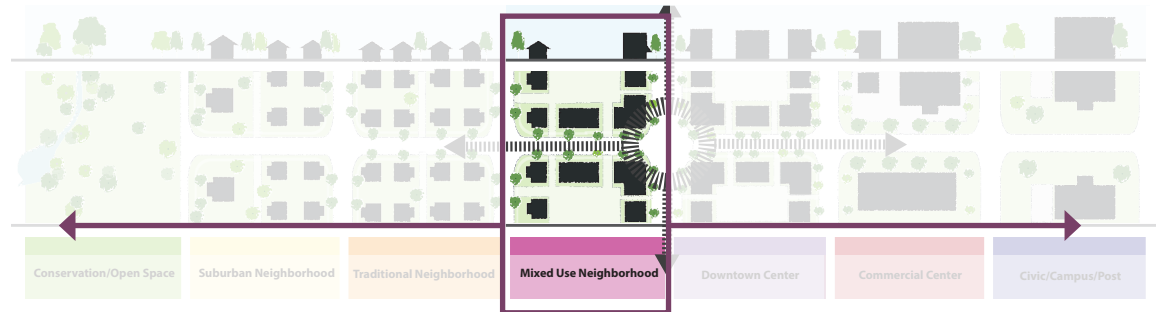 Conservation/Open Space
Suburban Neighborhood
Traditional Neighborhood
Mixed Use Neighborhood
Downtown Center
Commercial Center
Civic/Campus/Post